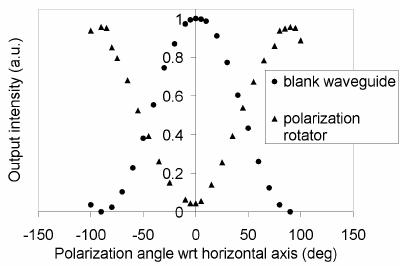 Output intensity (a.u.)
1
0.8
0.6
0.4
0.2
0
blank waveguide
polarization
rotator
-150 -100 -50 0 50 100 150
Polarization angle wrt horizontal axis (deg)